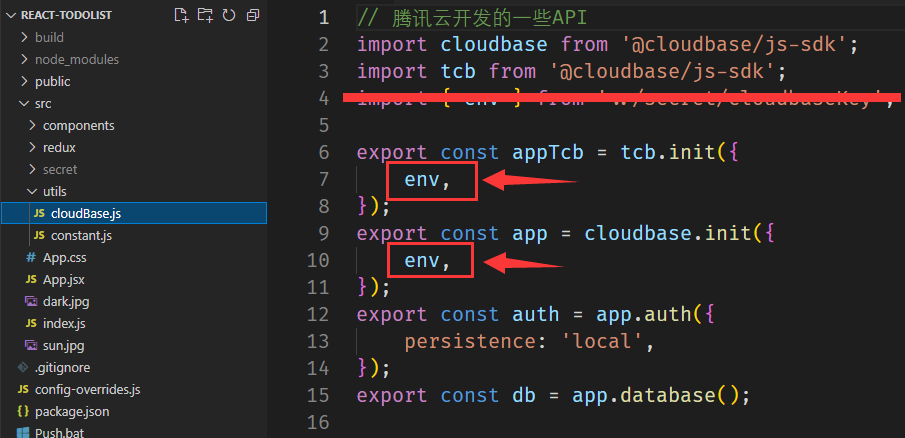 REACT-TODOLIST
build
node_modules
public
src
components
redux
secret
utils
JS cloudBase.js
JS constant.js
# App.css
JS App.jsx
dark.jpg
JS index.js
sun.jpg
.gitignore
JS config-overrides.js
{} package.json
Push.bat
1 // 腾讯云开发的一些API
2 import cloudbase from '@cloudbase/js-sdk';
3 import tcb from '@cloudbase/js-sdk';
4 import { env } from
5
6 export const appTcb = tcb.init({
7 env,
8 });
9 export const app = cloudbase.init({
10 env,
11 });
12 export const auth = app.auth({
13 persistence: 'local',
14 });
15 export const db = app.database();
16